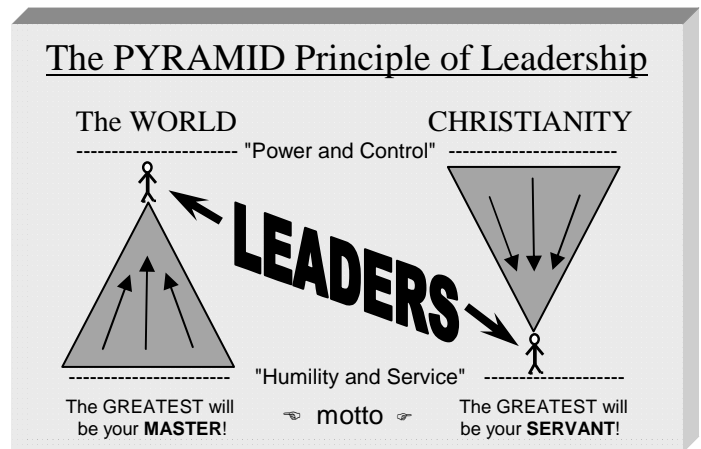 The PYRAMID Principle of Leadership
The WORLD
CHRISTIANITY
----------------------- "Power and Control" ------------------------
LEADERS
----------------------- "Humility and Service" --------------------
The GREATEST will
be your MASTER!
☜ motto ☞
The GREATEST will
be your SERVANT!